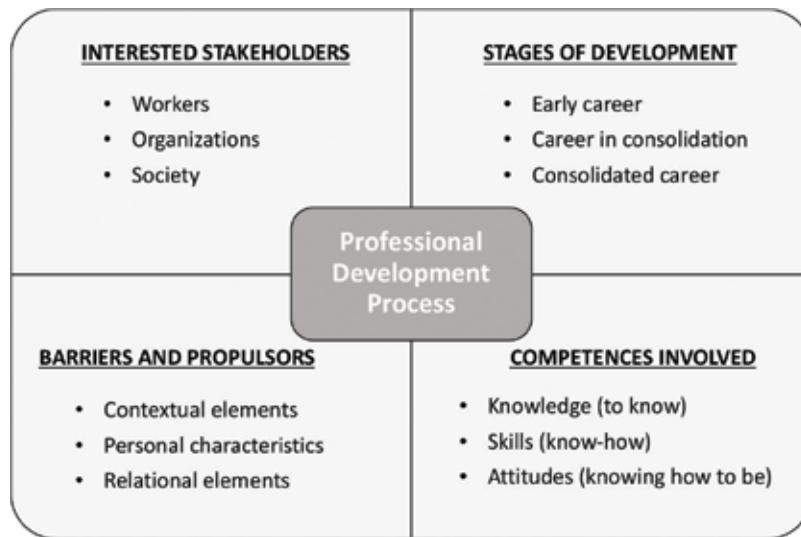 INTERESTED STAKEHOLDERS
• Workers
• Organizations
• Society
STAGES OF DEVELOPMENT
• Early career
• Career in consolidation
• Consolidated career
Professional
Development
Process
BARRIERS AND PROPULSORS
• Contextual elements
• Personal characteristics
• Relational elements
COMPETENCES INVOLVED
• Knowledge (to know)
• Skills (know-how)
• Attitudes (knowing how to be)